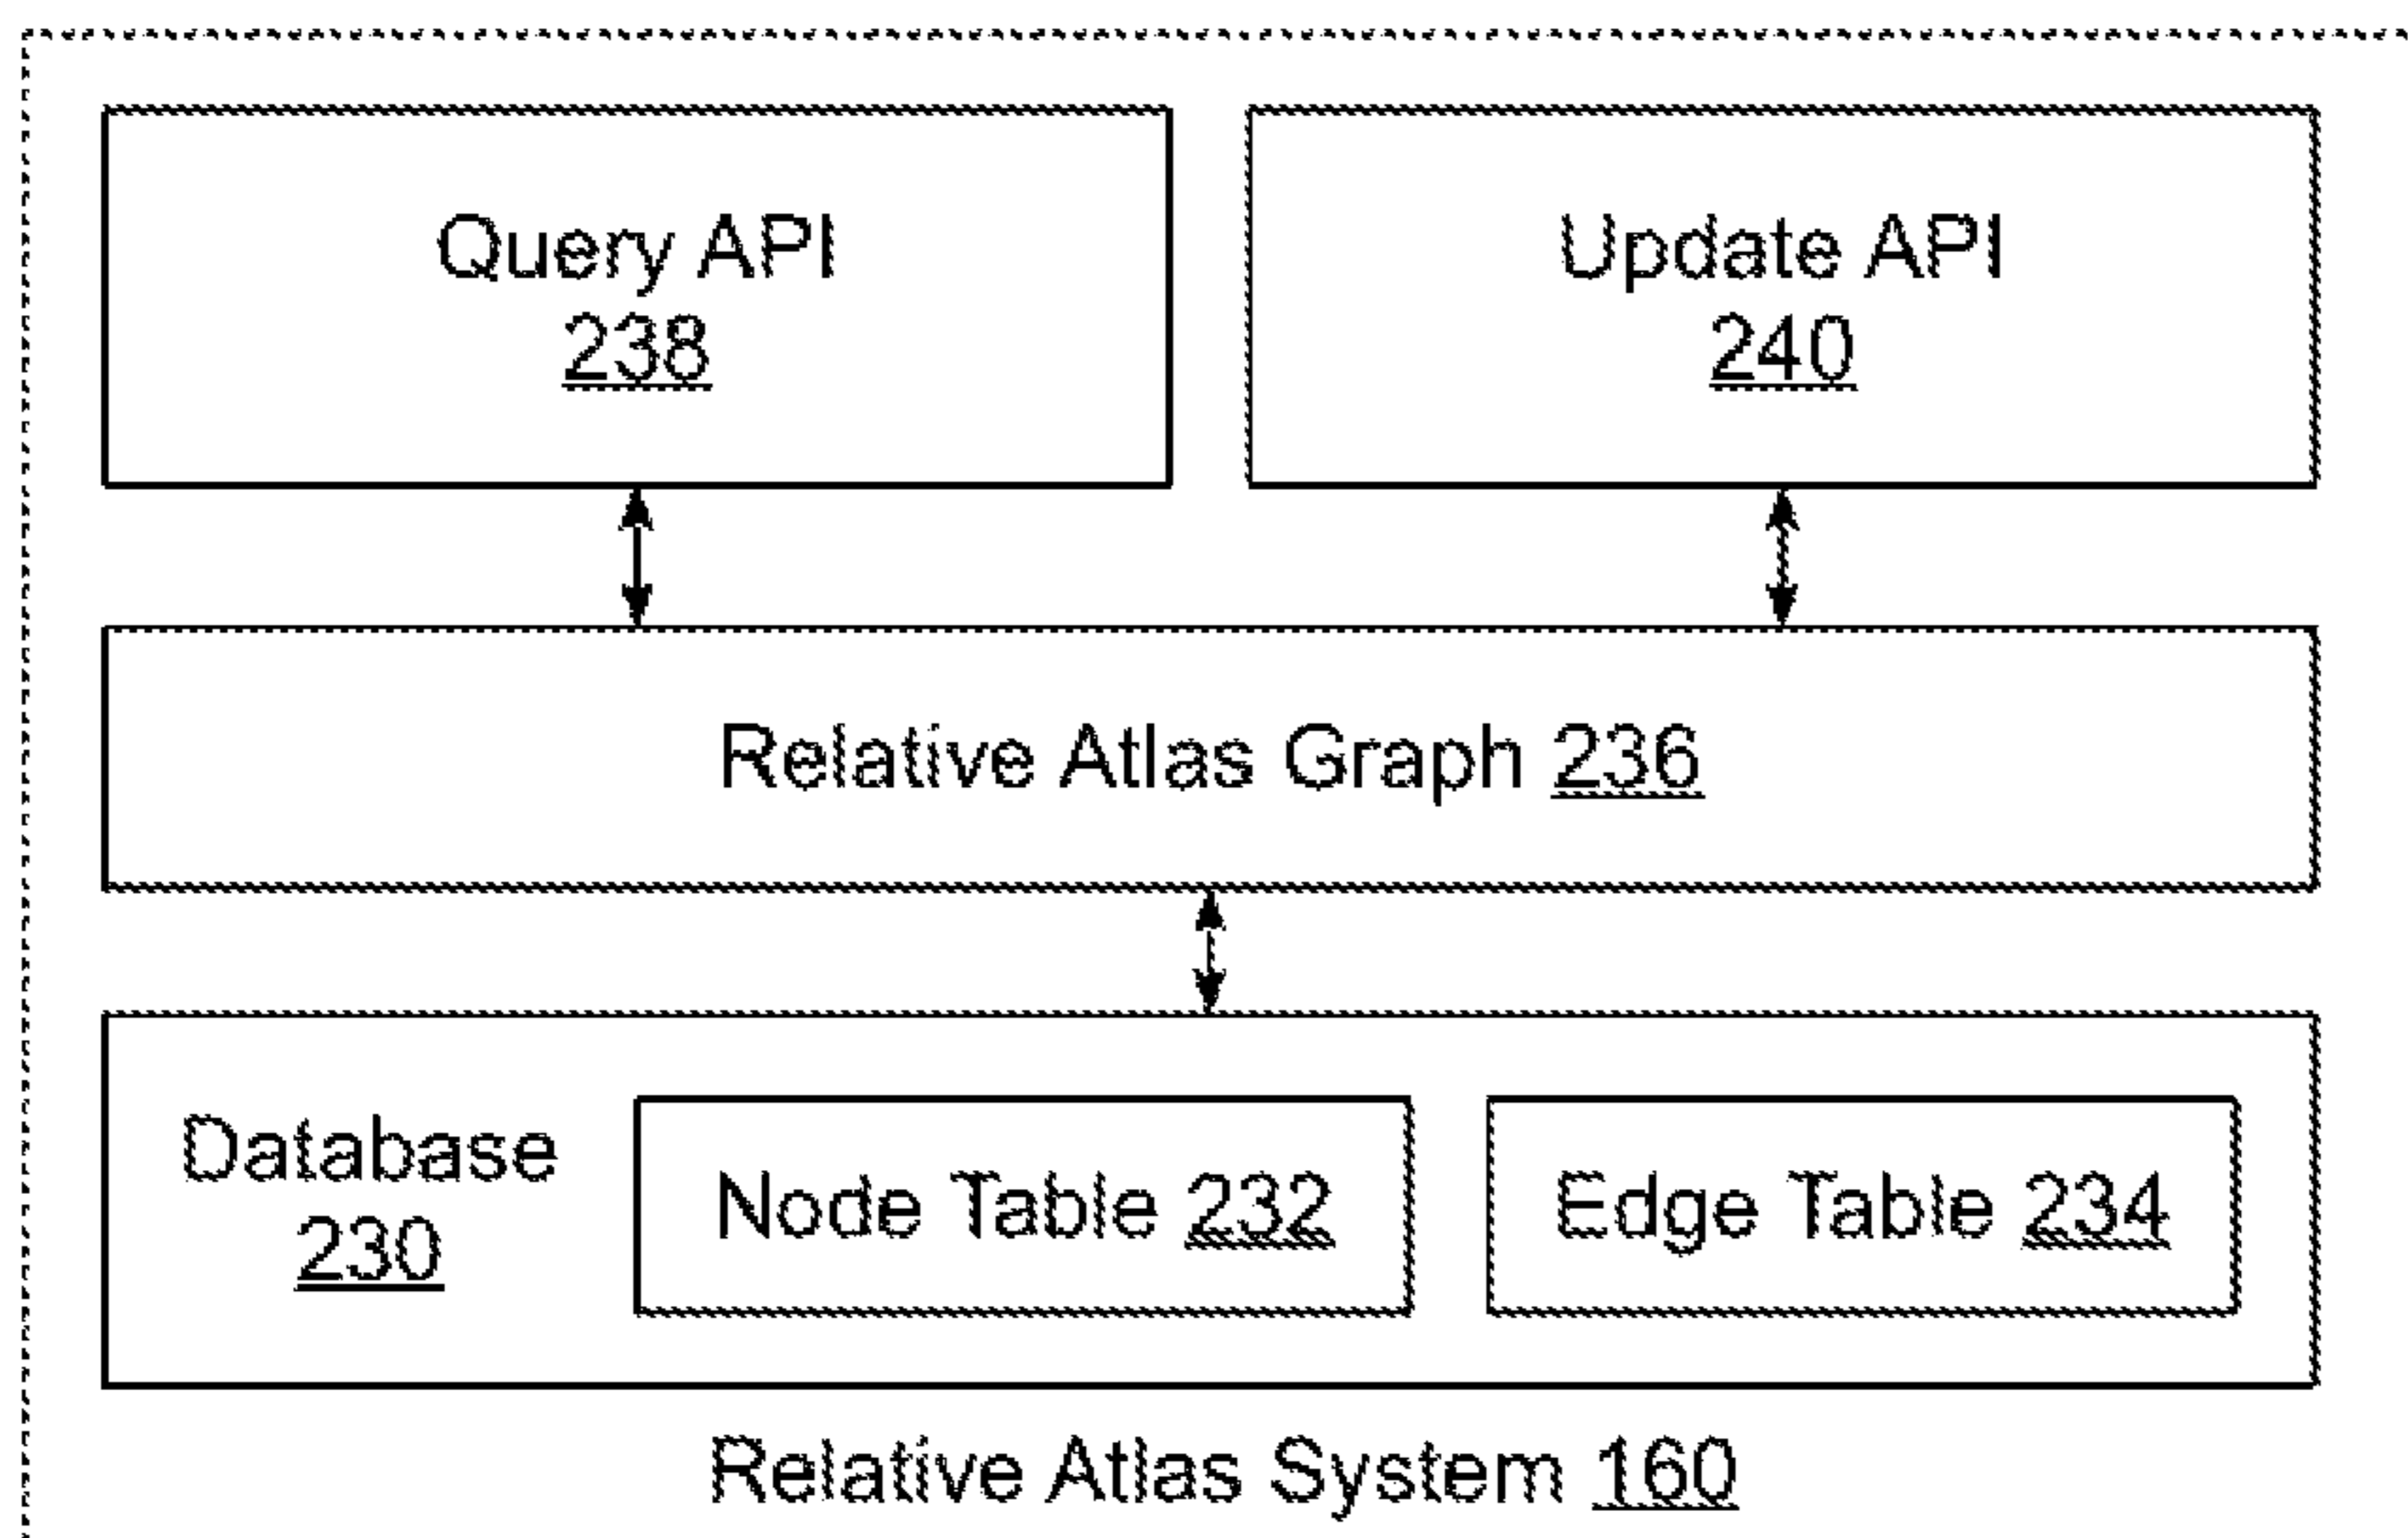 Query API
238
Update API
240
Relative Atlas Graph 236
Database
230
Node Table 232
Edge Table 234
Relative Atlas System 160